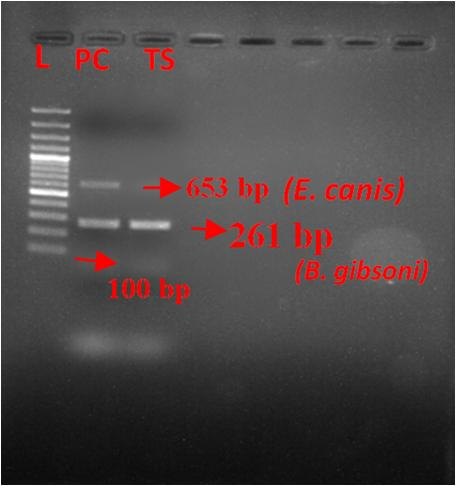 L PC TS
653 bp (E. canis)
261 bp
(B. gibsoni)
100 bp